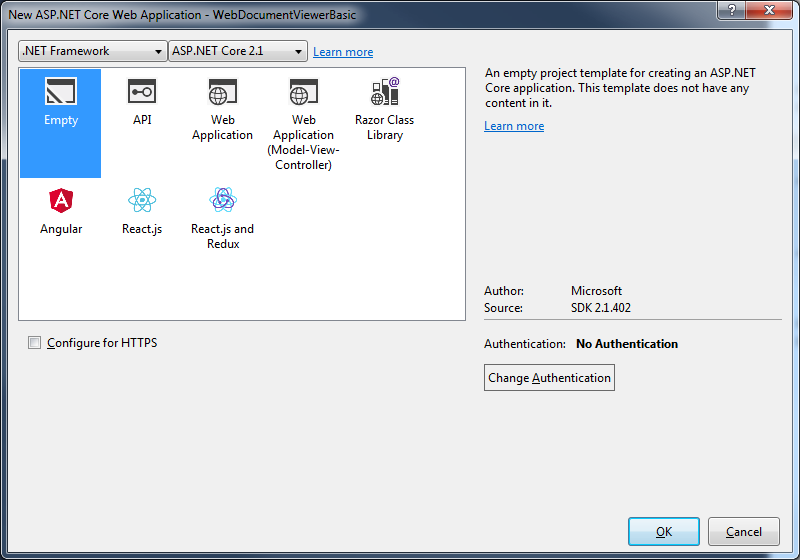 New ASP.NET Core Web Application - WebDocumentViewerBasic
?
.NET Framework
ASP.NET Core 2.1
Learn more
Empty
API
Web
Application
Web
Application
(Model-View-
Controller)
Razor Class
Library
Angular
React.js
React.js and
Redux
An empty project template for creating an ASP.NET
Core application. This template does not have any
content in it.
Learn more
Author: Microsoft
Source: SDK 2.1.402
Configure for HTTPS
Authentication: No Authentication
Change Authentication
OK
Cancel